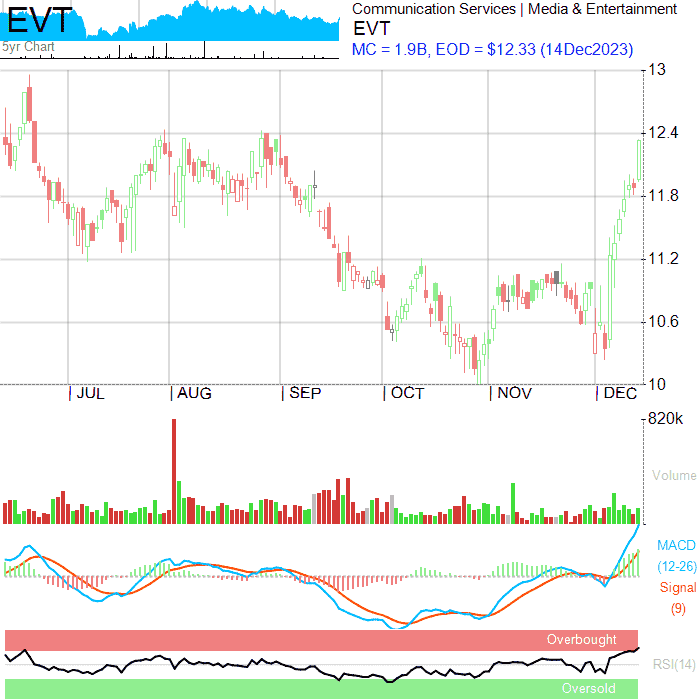 EVT
5yr Chart
Communication Services | Media & Entertainment
EVT
MC = 1.9B, EOD = $12.33 (14Dec2023)
13
12.4
11.8
11.2
10.6
10
JUL
AUG
SEP
OCT
NOV
DEC
820k
Volume
MACD
(12-26)
Signal
(9)
Overbought
RSI(14)
Oversold